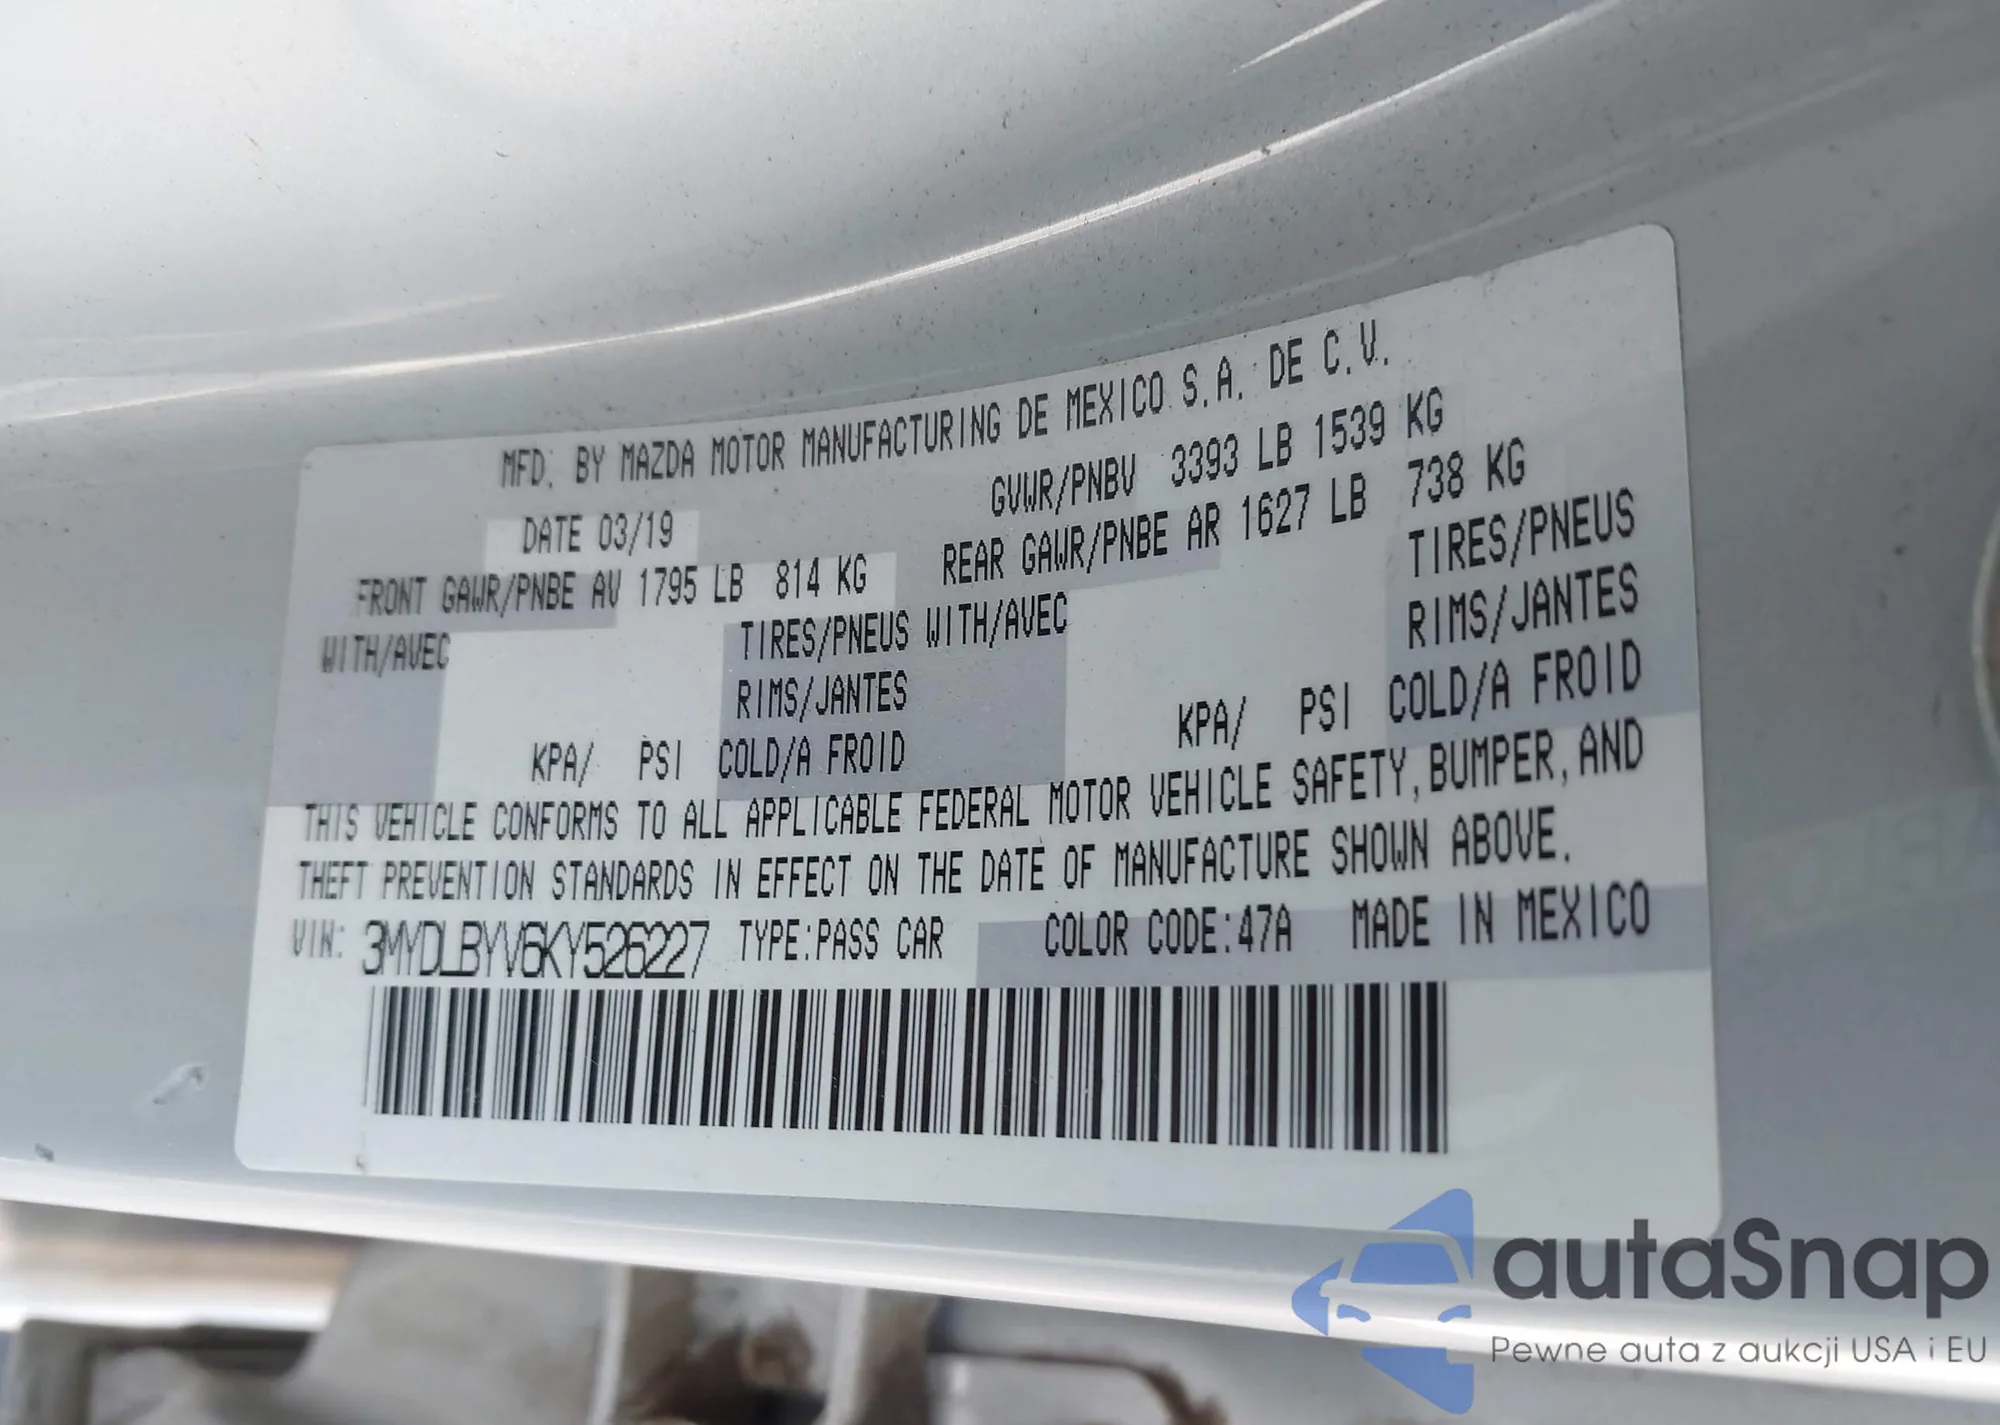 MFD. BY MAZDA MOTOR MANUFACTURING DE MEXICO S.A. DE C.V.
DATE 03/19 GVWR/PNBV 3393 LB 1539 KG
FRONT GAWR/PNBE AV 1795 LB 814 KG REAR GAWR/PNBE AR 1627 LB 738 KG
WITH/AVEC TIRES/PNEUS WITH/AVEC TIRES/PNEUS
RIMS/JANTES RIMS/JANTES
KPA/ PSI COLD/A FROID KPA/ PSI COLD/A FROID
THIS VEHICLE CONFORMS TO ALL APPLICABLE FEDERAL MOTOR VEHICLE SAFETY, BUMPER, AND
THEFT PREVENTION STANDARDS IN EFFECT ON THE DATE OF MANUFACTURE SHOWN ABOVE.
VIN: 3MYDLBYV6KY526227 TYPE:PASS CAR COLOR CODE:47A MADE IN MEXICO
autaSnap
Pewne auta z aukcji USA i EU